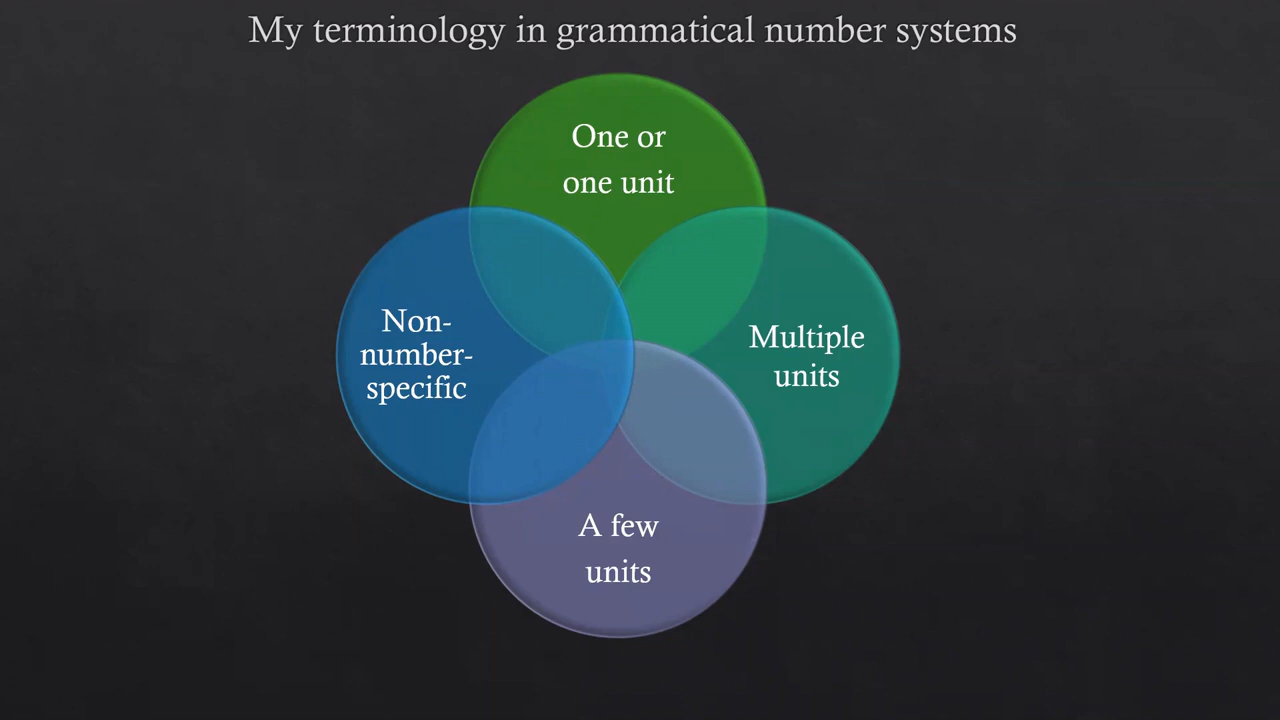 My terminology in grammatical number systems
One or
one unit
Non-
number-
specific
Multiple
units
A few
units